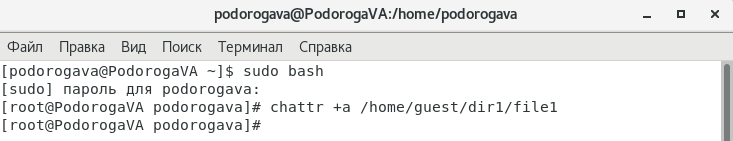 podorogava@PodorogaVA:/home/podorogava
Файл Правка Вид Поиск Терминал Справка
[podorogava@PodorogaVA ~]$ sudo bash
[sudo] пароль для podorogava:
[root@PodorogaVA podorogava]# chattr +a /home/guest/dir1/file1
[root@PodorogaVA podorogava]#